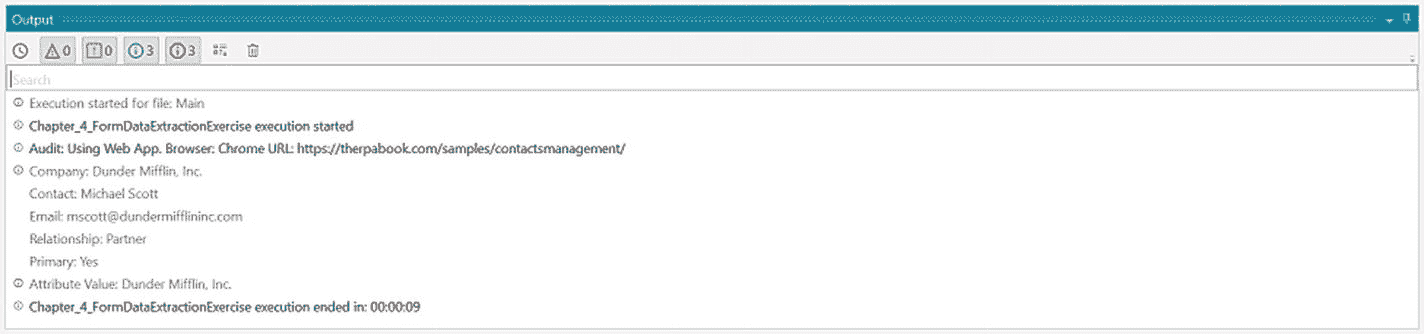 Output
0 0 3 3
Search
Execution started for file: Main
Chapter_4_FormDataExtractionExercise execution started
Audit: Using Web App. Browser: Chrome URL: https://therpabook.com/samples/contactsmanagement/
Company: Dunder Mifflin, Inc.
Contact: Michael Scott
Email: mscott@dundermifflininc.com
Relationship: Partner
Primary: Yes
Attribute Value: Dunder Mifflin, Inc.
Chapter_4_FormDataExtractionExercise execution ended in: 00:00:09